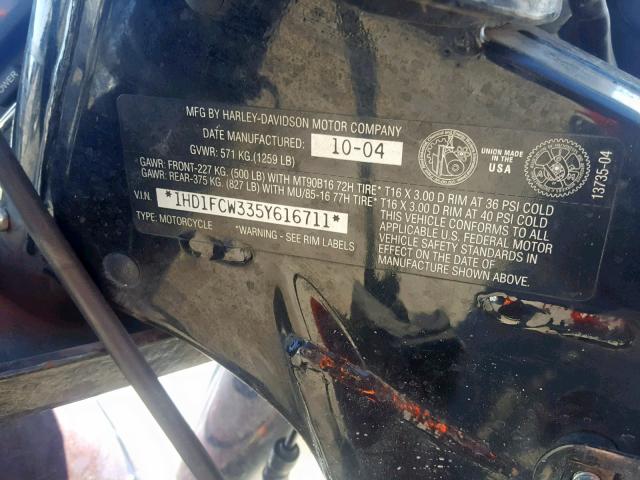 MFG BY HARLEY-DAVIDSON MOTOR COMPANY
DATE MANUFACTURED: 10-04
GVWR: 571 KG.(1259 LB)
GAWR: FRONT-227 KG. (500 LB) WITH MT90B16 72H TIRE* T16 X 3.00 D RIM AT 36 PSI COLD
GAWR: REAR-375 KG. (827 LB) WITH MU/85-16 77H TIRE* T16 X 3.00 D RIM AT 40 PSI COLD
V.I.N. *1HD1FCW335Y616711*
THIS VEHICLE CONFORMS TO ALL
APPLICABLE U.S. FEDERAL MOTOR
VEHICLE SAFETY STANDARDS IN
EFFECT ON THE DATE OF
MANUFACTURE SHOWN ABOVE.
TYPE: MOTORCYCLE *WARNING - SEE RIM LABELS
UNION MADE
IN THE
USA
13735-04